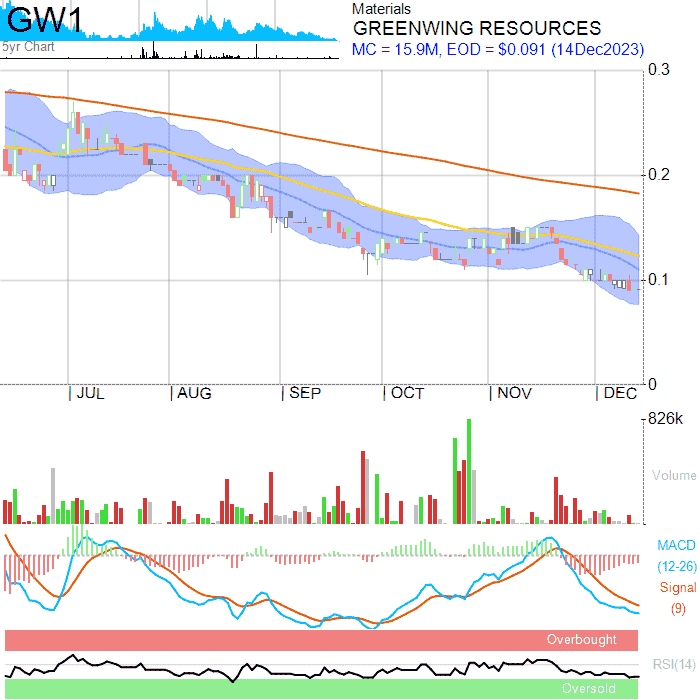 GW1
5yr Chart
Materials
GREENWING RESOURCES
MC = 15.9M, EOD = $0.091 (14Dec2023)
0.3
0.2
0.1
0
JUL AUG SEP OCT NOV DEC
826k
Volume
MACD
(12-26)
Signal
(9)
Overbought
RSI(14)
Oversold